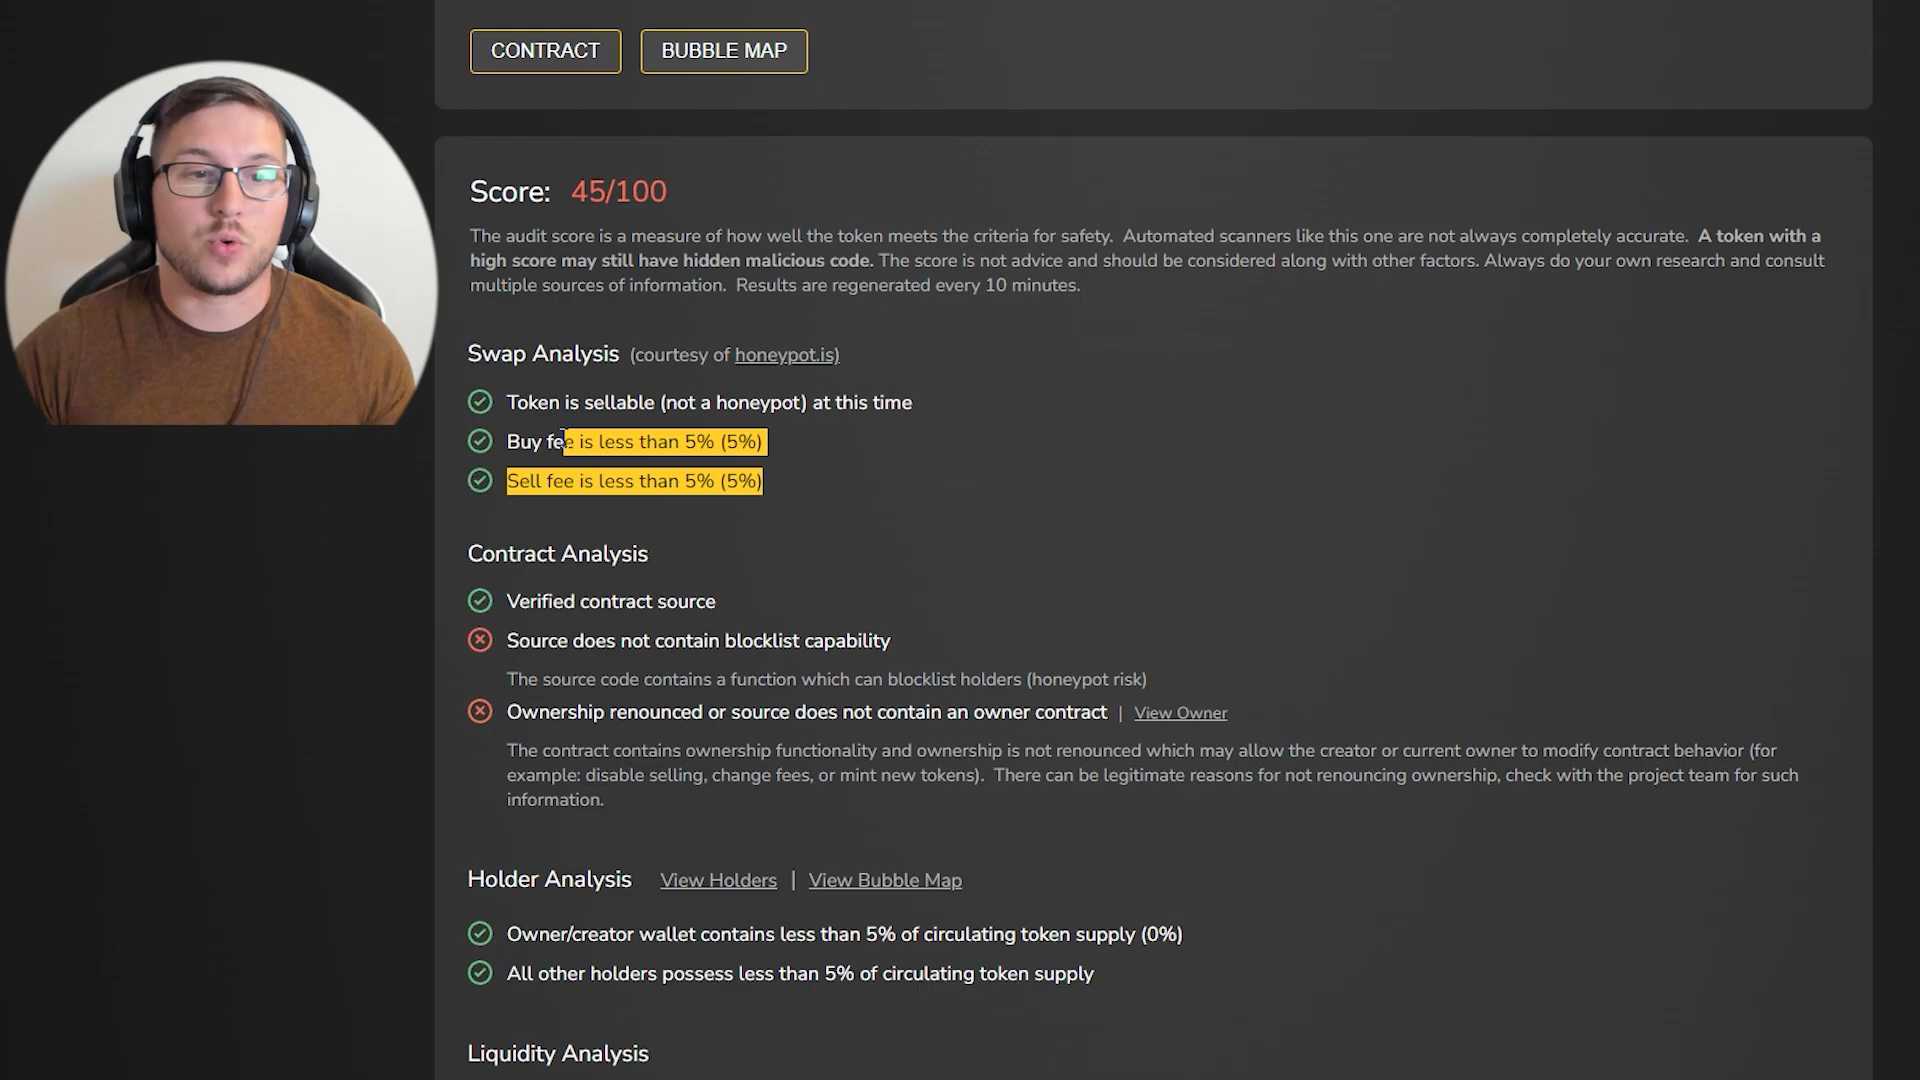 CONTRACT BUBBLE MAP
Score: 45/100
The audit score is a measure of how well the token meets the criteria for safety. Automated scanners like this one are not always completely accurate. A token with a
high score may still have hidden malicious code. The score is not advice and should be considered along with other factors. Always do your own research and consult
multiple sources of information. Results are regenerated every 10 minutes.
Swap Analysis (courtesy of honeypot.is)
Token is sellable (not a honeypot) at this time
Buy fee is less than 5% (5%)
Sell fee is less than 5% (5%)
Contract Analysis
Verified contract source
Source does not contain blocklist capability
The source code contains a function which can blocklist holders (honeypot risk)
Ownership renounced or source does not contain an owner contract | View Owner
The contract contains ownership functionality and ownership is not renounced which may allow the creator or current owner to modify contract behavior (for
example: disable selling, change fees, or mint new tokens). There can be legitimate reasons for not renouncing ownership, check with the project team for such
information.
Holder Analysis View Holders | View Bubble Map
Owner/creator wallet contains less than 5% of circulating token supply (0%)
All other holders possess less than 5% of circulating token supply
Liquidity Analysis